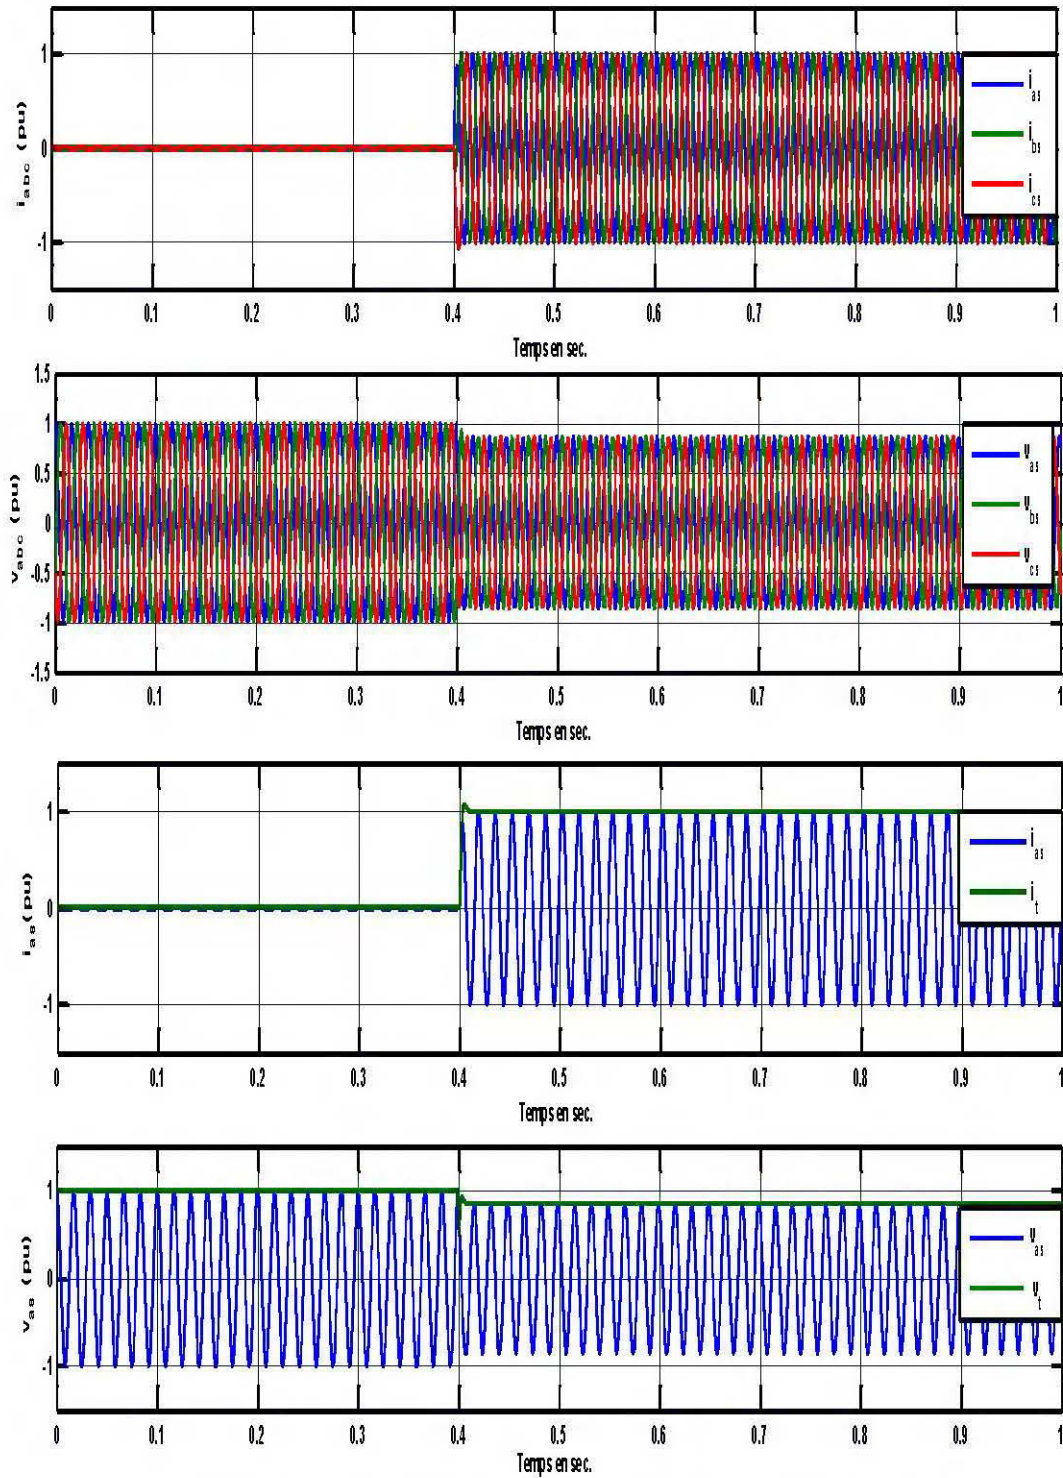 i_abc (pu)
1
0
-1
0 0.1 0.2 0.3 0.4 0.5 0.6 0.7 0.8 0.9 1
i_as
i_bs
i_cs
Temps en sec.
v_abc (pu)
1.5
1
0.5
0
-0.5
-1
-1.5
0 0.1 0.2 0.3 0.4 0.5 0.6 0.7 0.8 0.9 1
v_as
v_bs
v_cs
Temps en sec.
i_as (pu)
1
0
-1
0 0.1 0.2 0.3 0.4 0.5 0.6 0.7 0.8 0.9 1
i_as
i_t
Temps en sec.
v_as (pu)
1
0
-1
0 0.1 0.2 0.3 0.4 0.5 0.6 0.7 0.8 0.9 1
v_as
v_t
Temps en sec.